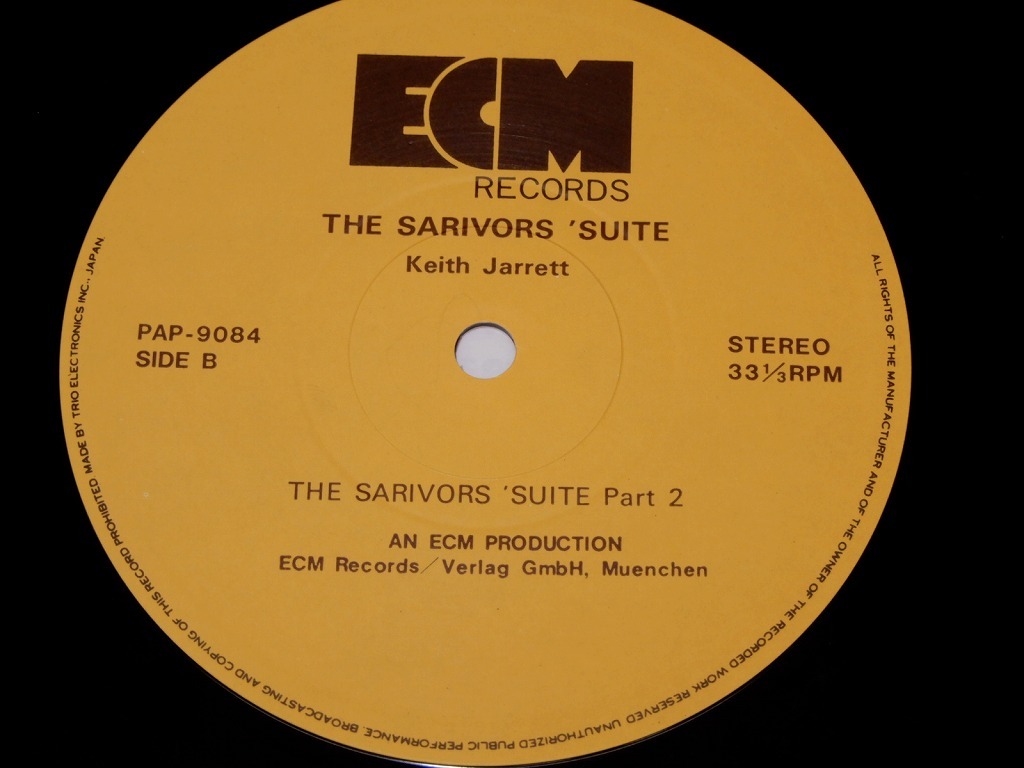 ECM
RECORDS
THE SARIVORS 'SUITE
Keith Jarrett
PAP-9084
SIDE B
STEREO
33⅓RPM
THE SARIVORS 'SUITE Part 2
AN ECM PRODUCTION
ECM Records/Verlag GmbH, Muenchen
ALL RIGHTS OF THE MANUFACTURER AND OF THE OWNER OF THE RECORDED WORK RESERVED UNAUTHORIZED PUBLIC PERFORMANCE. BROADCASTING AND COPYING OF THIS RECORD PROHIBITED MADE BY TRIO ELECTRONICS INC., JAPAN